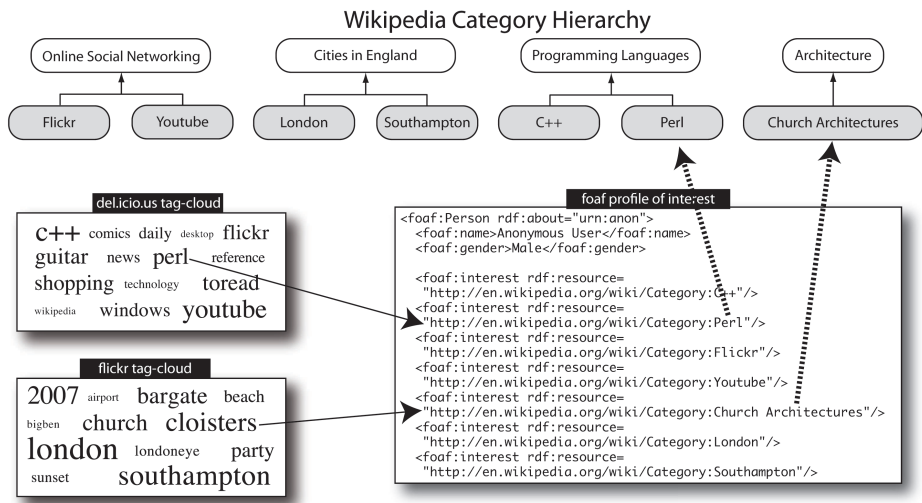 Wikipedia Category Hierarchy
Online Social Networking
Cities in England
Programming Languages
Architecture
Flickr
Youtube
London
Southampton
C++
Perl
Church Architectures
del.icio.us tag-cloud
c++ comics daily desktop flickr
guitar news perl reference
shopping technology toread
wikipedia windows youtube
flickr tag-cloud
2007 airport bargate beach
bigben church cloisters
london londoneye party
sunset southampton
foaf profile of interest
<foaf:Person rdf:about="urn:anon">
<foaf:name>Anonymous User</foaf:name>
<foaf:gender>Male</foaf:gender>
<foaf:interest rdf:resource=
"http://en.wikipedia.org/wiki/Category:C++"/>
<foaf:interest rdf:resource=
"http://en.wikipedia.org/wiki/Category:Perl"/>
<foaf:interest rdf:resource=
"http://en.wikipedia.org/wiki/Category:Flickr"/>
<foaf:interest rdf:resource=
"http://en.wikipedia.org/wiki/Category:Youtube"/>
<foaf:interest rdf:resource=
"http://en.wikipedia.org/wiki/Category:Church Architectures"/>
<foaf:interest rdf:resource=
"http://en.wikipedia.org/wiki/Category:London"/>
<foaf:interest rdf:resource=
"http://en.wikipedia.org/wiki/Category:Southampton"/>